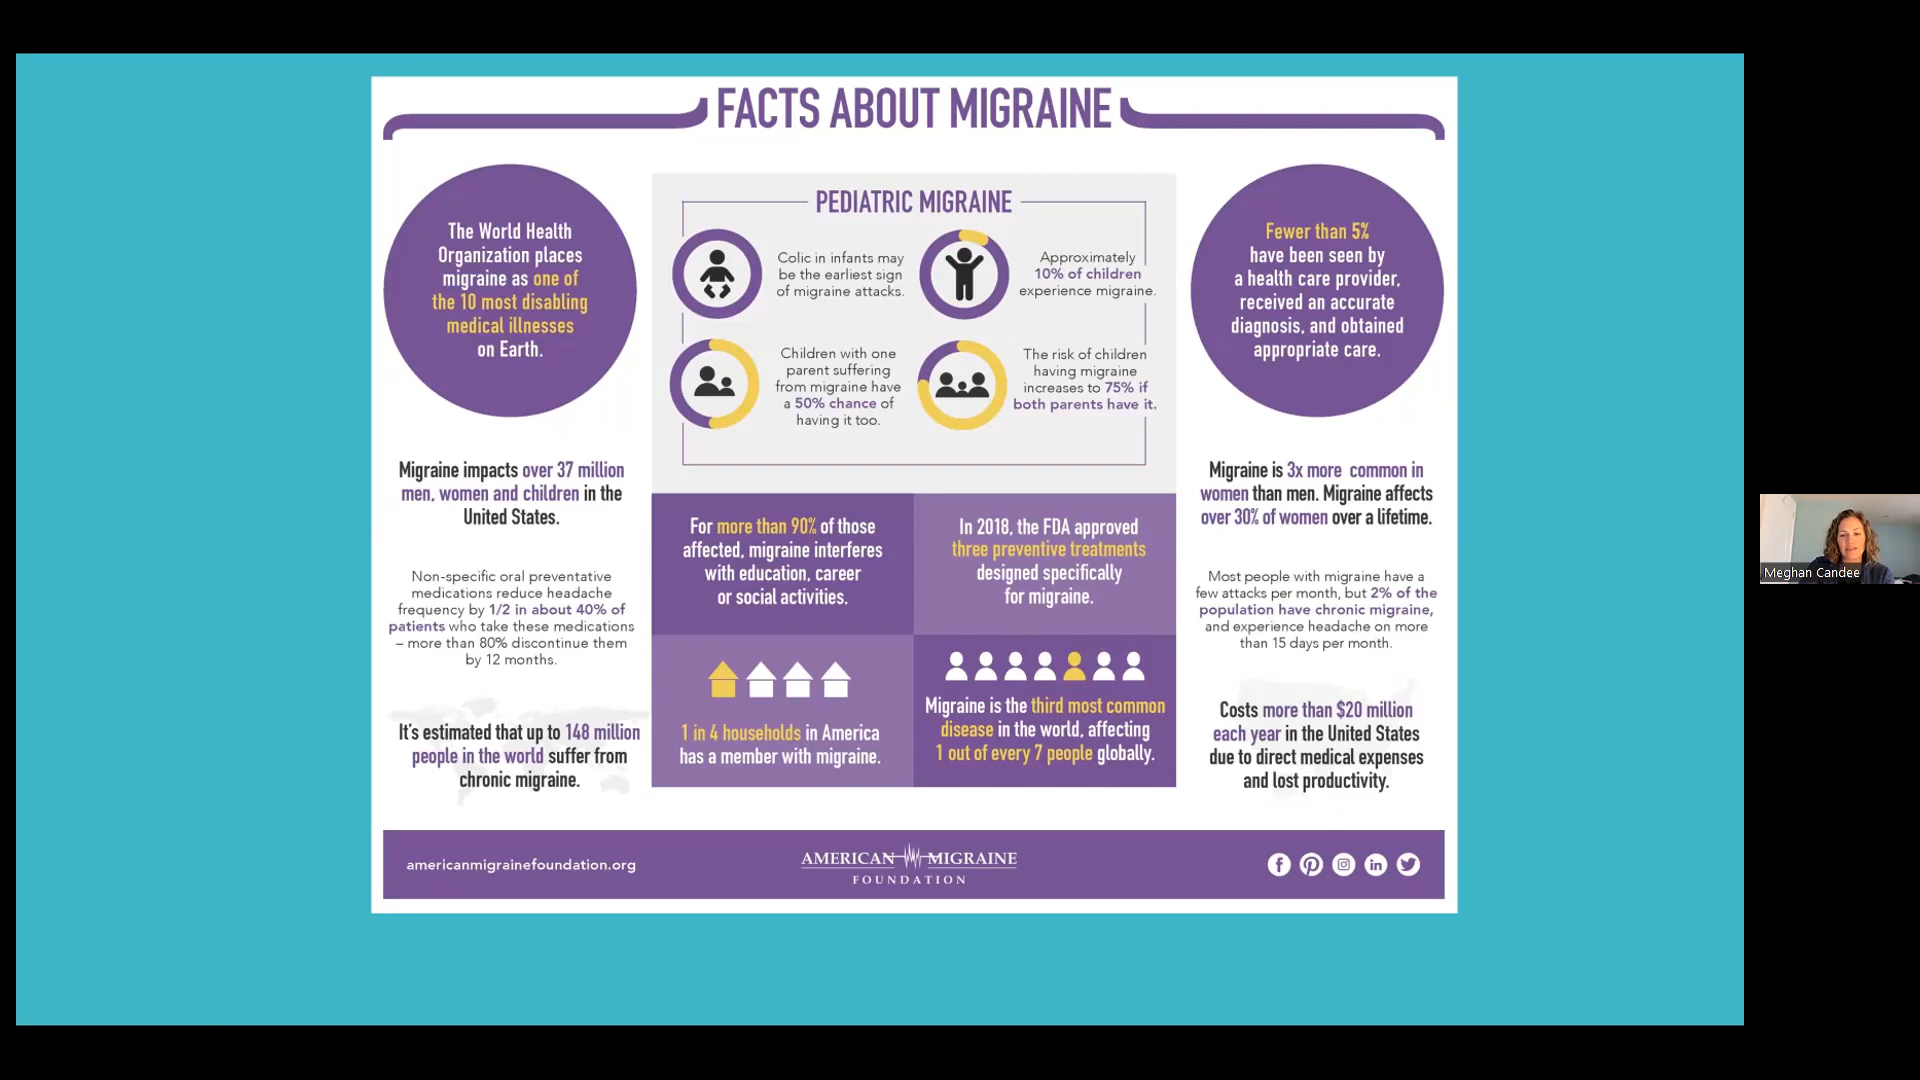 FACTS ABOUT MIGRAINE
The World Health
Organization places
migraine as one of
the 10 most disabling
medical illnesses
on Earth.
Migraine impacts over 37 million
men, women and children in the
United States.
Non-specific oral preventative
medications reduce headache
frequency by 1/2 in about 40% of
patients who take these medications
– more than 80% discontinue them
by 12 months.
It's estimated that up to 148 million
people in the world suffer from
chronic migraine.
PEDIATRIC MIGRAINE
Colic in infants may
be the earliest sign
of migraine attacks.
Approximately
10% of children
experience migraine.
Children with one
parent suffering
from migraine have
a 50% chance of
having it too.
The risk of children
having migraine
increases to 75% if
both parents have it.
For more than 90% of those
affected, migraine interferes
with education, career
or social activities.
In 2018, the FDA approved
three preventive treatments
designed specifically
for migraine.
1 in 4 households in America
has a member with migraine.
Migraine is the third most common
disease in the world, affecting
1 out of every 7 people globally.
Fewer than 5%
have been seen by
a health care provider,
received an accurate
diagnosis, and obtained
appropriate care.
Migraine is 3x more common in
women than men. Migraine affects
over 30% of women over a lifetime.
Most people with migraine have a
few attacks per month, but 2% of the
population have chronic migraine,
and experience headache on more
than 15 days per month.
Costs more than $20 million
each year in the United States
due to direct medical expenses
and lost productivity.
americanmigrainefoundation.org
AMERICAN MIGRAINE
FOUNDATION
Meghan Candee